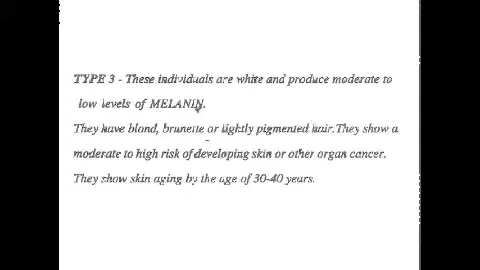 TYPE 3 - These individuals are white and produce moderate to
low levels of MELANIN.
They have blond, brunette or lightly pigmented hair.They show a
moderate to high risk of developing skin or other organ cancer.
They show skin aging by the age of 30-40 years.